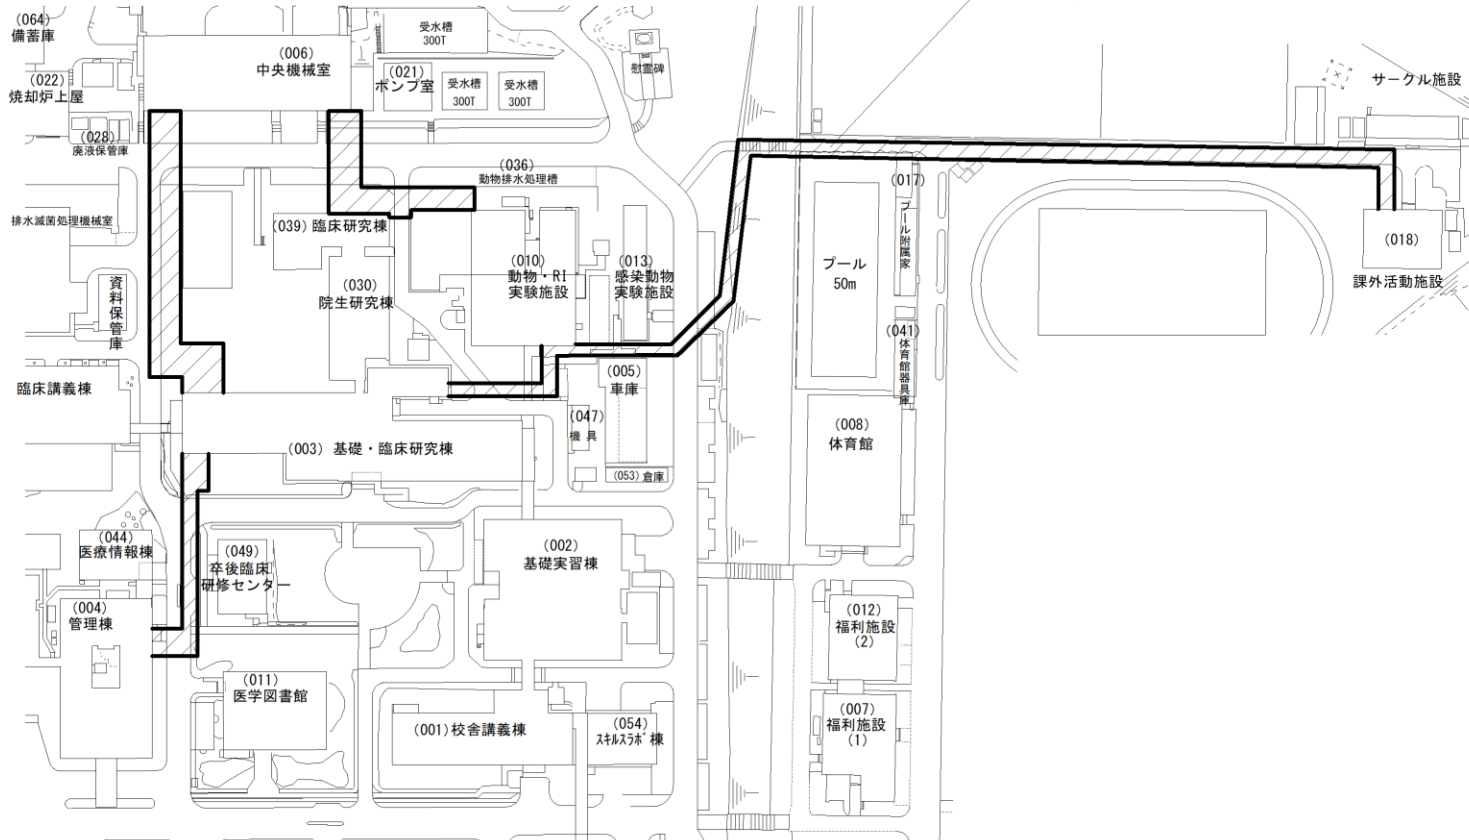 (064)
備蓄庫
(006)
中央機械室
受水槽
300T
(021)
ポンプ室
受水槽
300T
受水槽
300T
慰霊碑
サークル施設
(022)
焼却炉上屋
(028)
廃液保管庫
(036)
動物排水処理槽
排水滅菌処理機械室
(039) 臨床研究棟
(017)
プール附属家
(018)
課外活動施設
資料保管庫
(030)
院生研究棟
(010)
動物・RI
実験施設
(013)
感染動物
実験施設
プール
50m
(041)
体育館器具庫
臨床講義棟
(005)
車庫
(047)
機 具
(008)
体育館
(003) 基礎・臨床研究棟
(053) 倉庫
(044)
医療情報棟
(049)
卒後臨床
研修センター
(002)
基礎実習棟
(004)
管理棟
(012)
福利施設
(2)
(011)
医学図書館
(001) 校舎講義棟
(054)
ｽｷﾙｽﾗﾎﾞ棟
(007)
福利施設
(1)